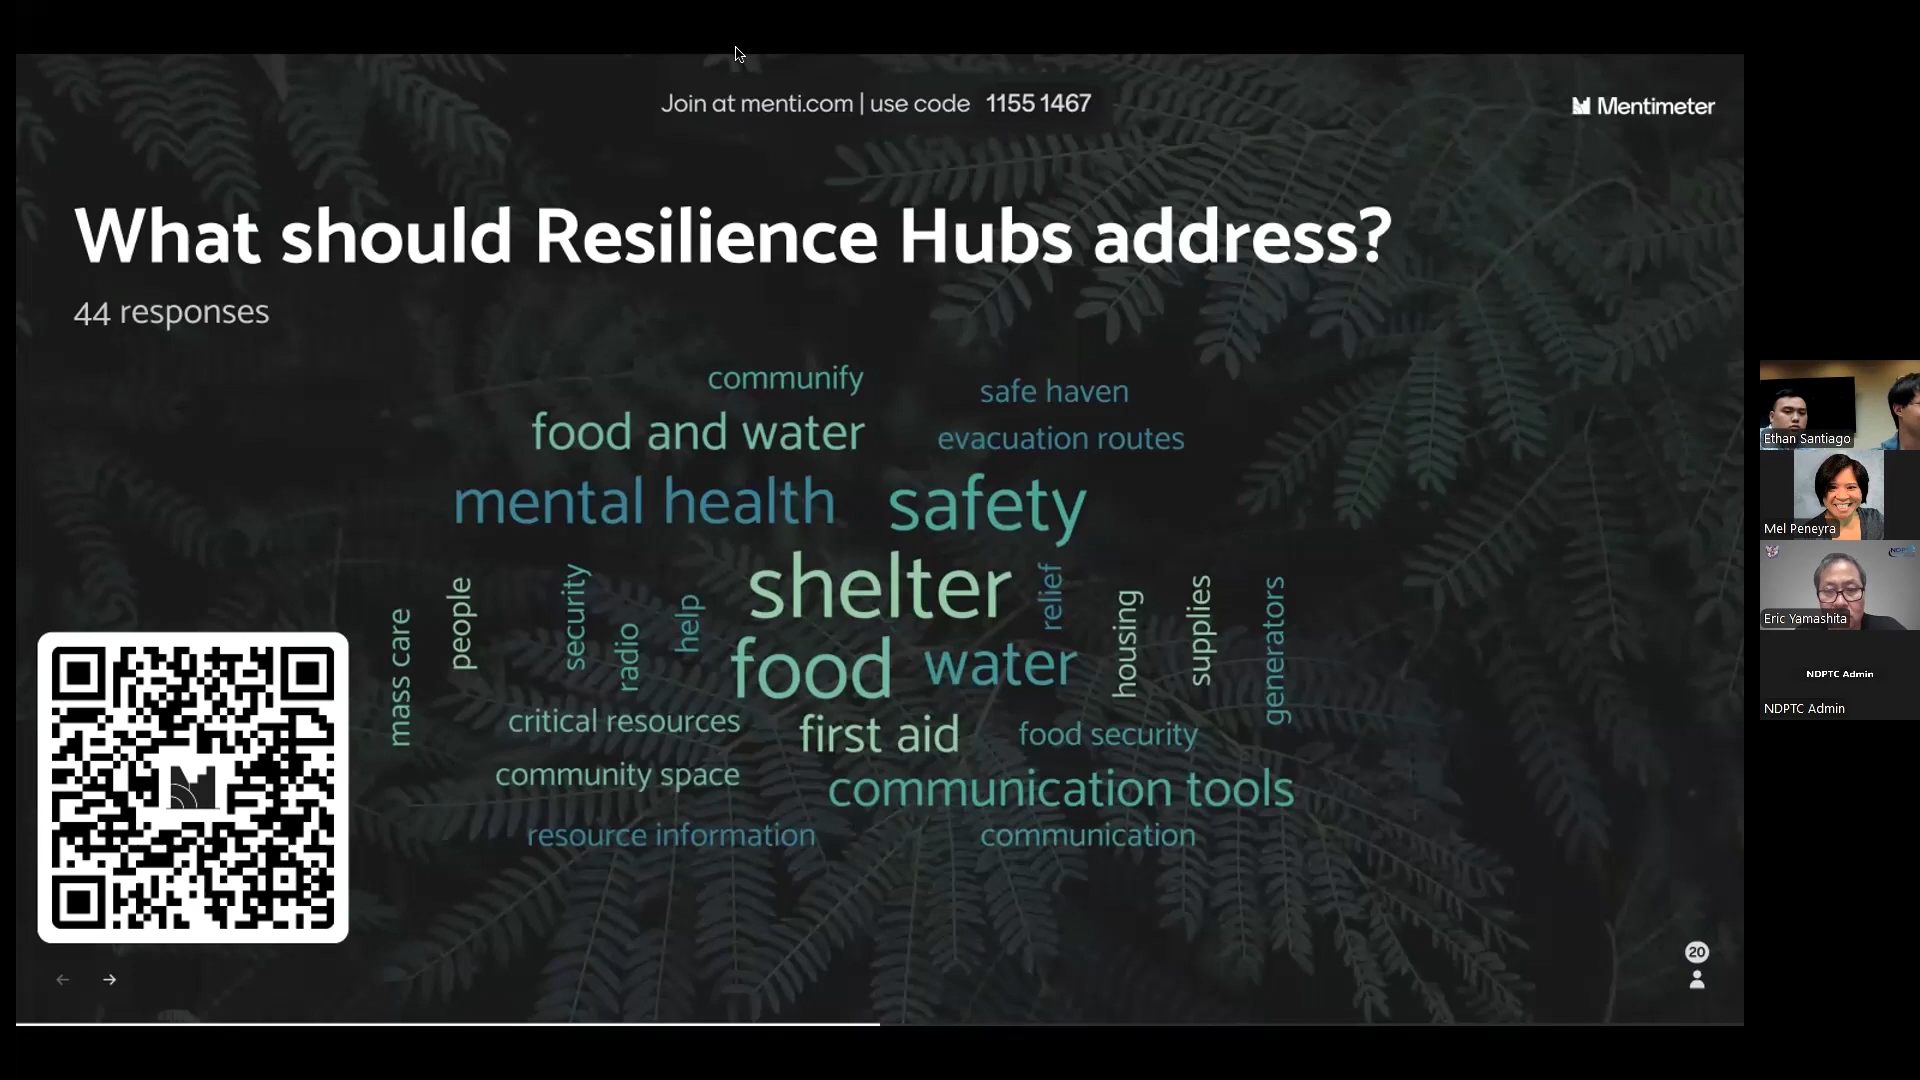 Join at menti.com | use code 1155 1467
Mentimeter
What should Resilience Hubs address?
44 responses
communify
safe haven
food and water
evacuation routes
mental health
safety
shelter
relief
people
security
help
radio
mass care
housing
supplies
generators
food
water
critical resources
first aid
food security
community space
communication tools
resource information
communication
20
Ethan Santiago
Mel Peneyra
Eric Yamashita
NDPTC Admin
NDPTC Admin